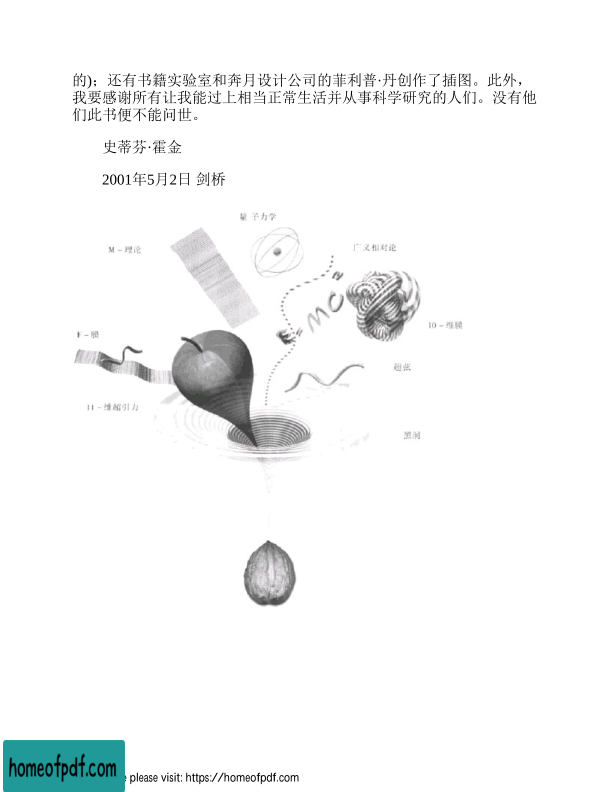 的)；还有书籍实验室和奔月设计公司的菲利普·丹创作了插图。此外，
我要感谢所有让我能过上相当正常生活并从事科学研究的人们。没有他
们此书便不能问世。
史蒂芬·霍金
2001年5月2日 剑桥
量子力学
M－理论
广义相对论
E=MC²
P－膜
10－维膜
超弦
11－维超引力
黑洞
homeofpdf.com
e please visit: https://homeofpdf.com